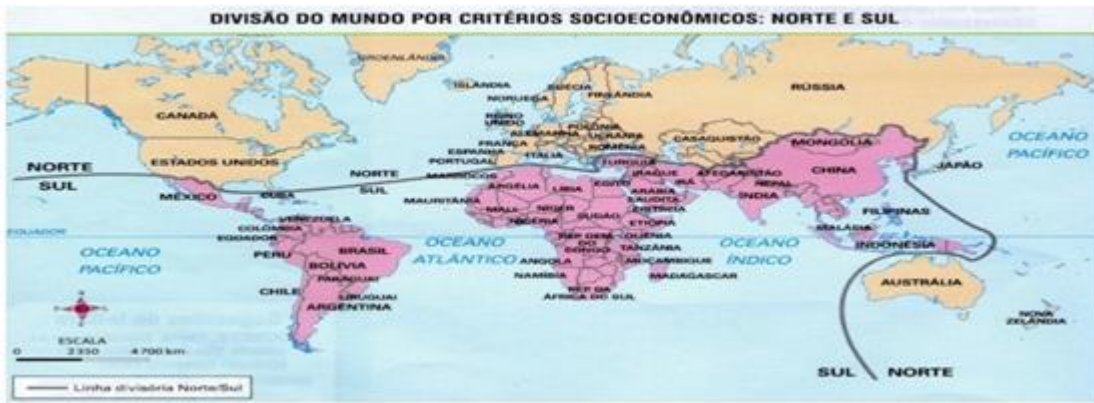 DIVISÃO DO MUNDO POR CRITÉRIOS SOCIOECONÔMICOS: NORTE E SUL
GROENLÂNDIA
ISLÂNDIA
SUÉCIA
NORUEGA
FINLÂNDIA
RÚSSIA
CANADÁ
REINO
UNIDO
ALEMANHA
POLÔNIA
UCRÂNIA
FRANÇA
ROMÊNIA
CASAQUISTÃO
MONGÓLIA
OCEANO
PACÍFICO
ESTADOS UNIDOS
ESPANHA
PORTUGAL
ITÁLIA
TURQUIA
CHINA
JAPÃO
NORTE
SUL
NORTE
SUL
MARROCOS
IRAQUE
AFEGANISTÃO
MÉXICO
CUBA
ARGÉLIA
LÍBIA
EGITO
IRÃ
ARÁBIA
SAUDITA
NEPAL
ÍNDIA
MAURITÂNIA
MALI
NÍGER
SUDÃO
FILIPINAS
VENEZUELA
COLÔMBIA
NIGÉRIA
ETIÓPIA
MALÁSIA
EQUADOR
EQUADOR
REP. DEM.
DO
CONGO
QUÊNIA
INDONÉSIA
OCEANO
PACÍFICO
PERU
BRASIL
OCEANO
ATLÂNTICO
TANZÂNIA
OCEANO
ÍNDICO
BOLÍVIA
ANGOLA
MOÇAMBIQUE
PARAGUAI
NAMÍBIA
MADAGASCAR
AUSTRÁLIA
CHILE
URUGUAI
ARGENTINA
REP. DA
ÁFRICA DO SUL
NOVA
ZELÂNDIA
ESCALA
0 2350 4700 km
SUL NORTE
Linha divisória Norte/Sul